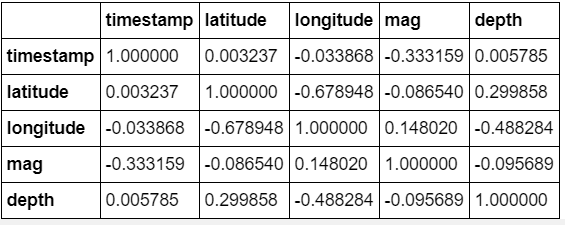 timestamp latitude longitude mag depth
timestamp 1.000000 0.003237 -0.033868 -0.333159 0.005785
latitude 0.003237 1.000000 -0.678948 -0.086540 0.299858
longitude -0.033868 -0.678948 1.000000 0.148020 -0.488284
mag -0.333159 -0.086540 0.148020 1.000000 -0.095689
depth 0.005785 0.299858 -0.488284 -0.095689 1.000000